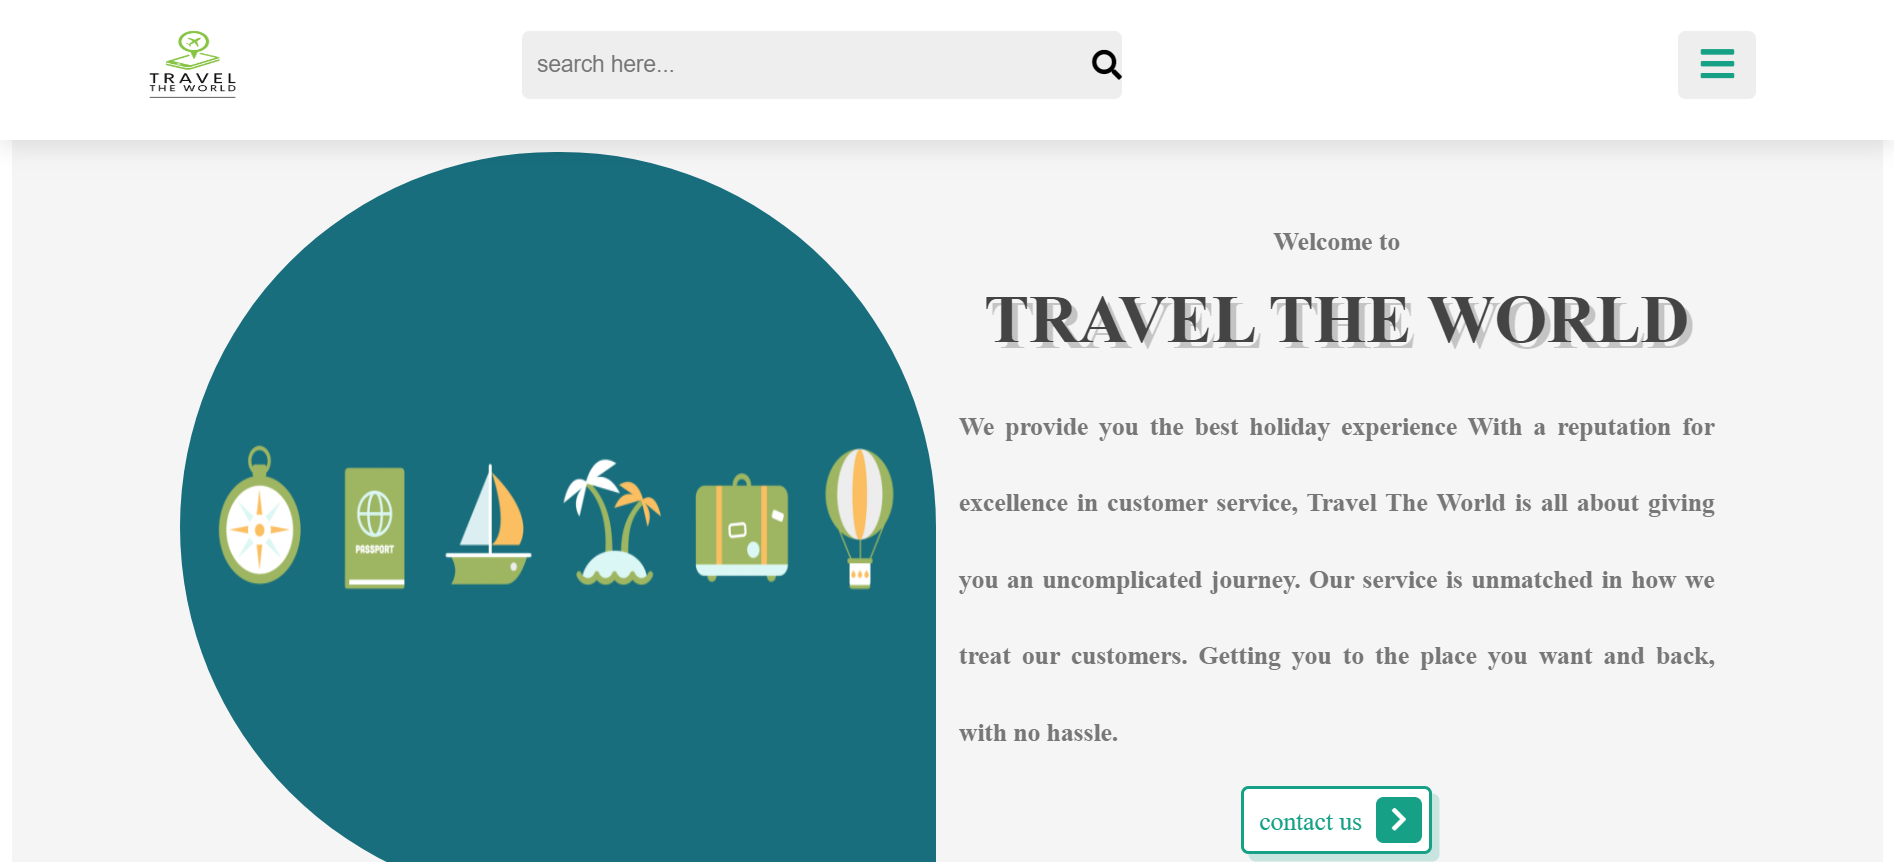 TRAVEL
THE WORLD
search here...
Welcome to
TRAVEL THE WORLD
We provide you the best holiday experience With a reputation for
excellence in customer service, Travel The World is all about giving
you an uncomplicated journey. Our service is unmatched in how we
treat our customers. Getting you to the place you want and back,
with no hassle.
PASSPORT
contact us